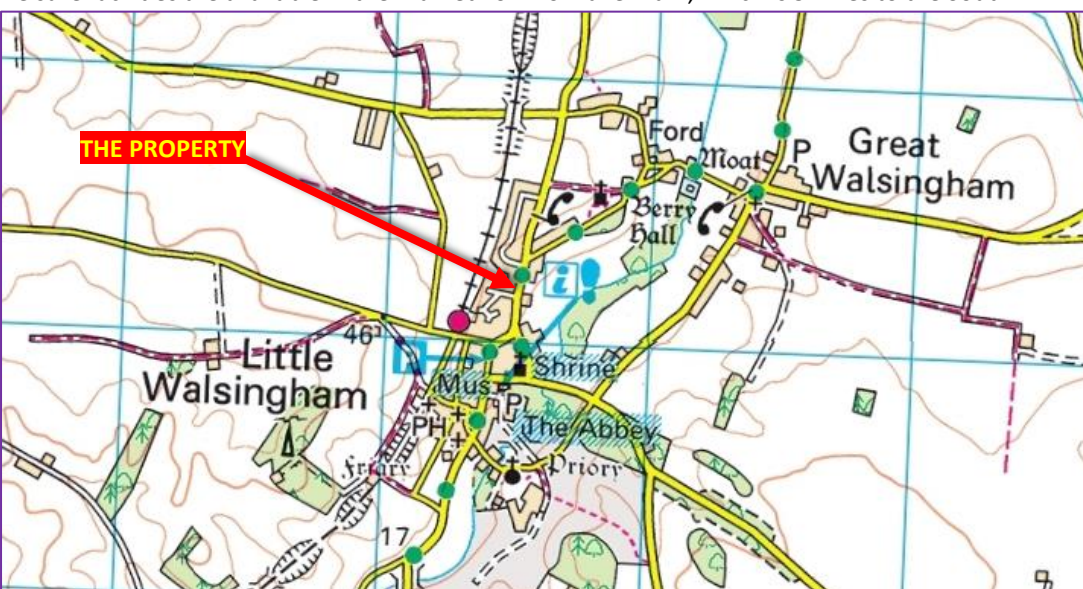 THE PROPERTY
Ford
Moat
P
Great
Walsingham
Berry
Hall
i
46
Little
Walsingham
Shrine
Mus
P
PH
The Abbey
Friary
Priory
17